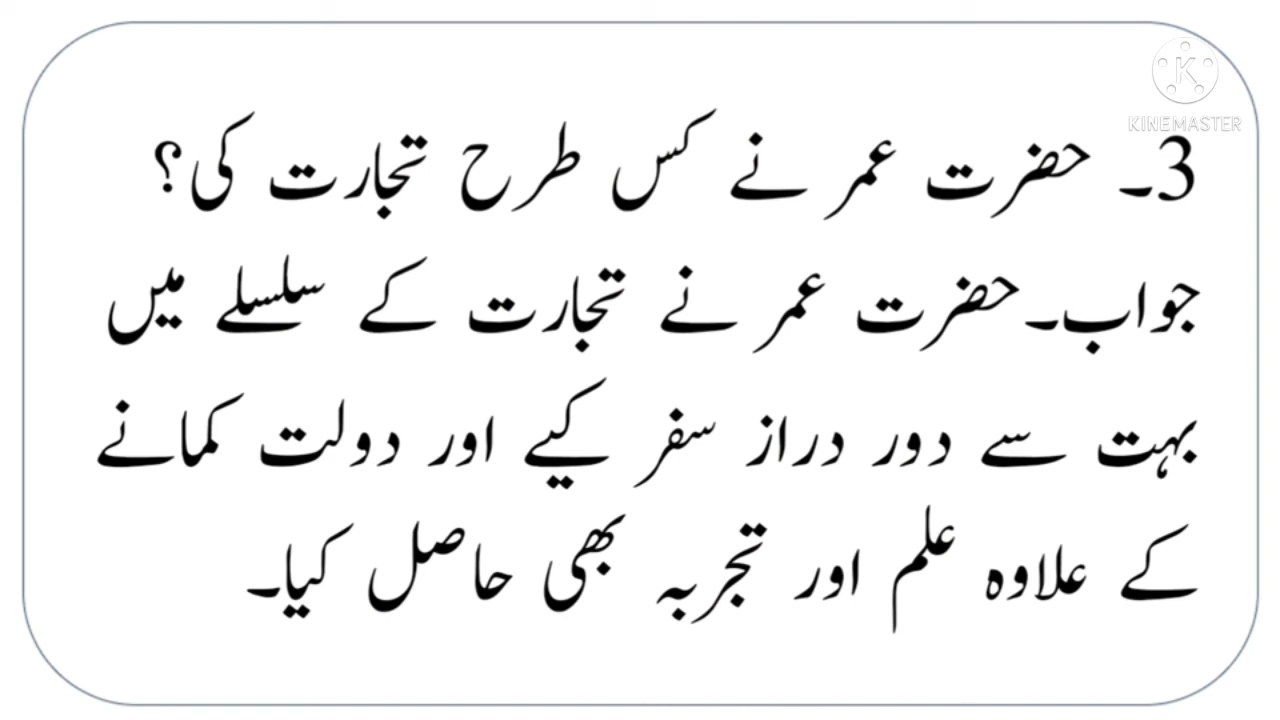 KINEMASTER
3۔ حضرت عمر نے کس طرح تجارت کی؟
جواب۔حضرت عمر نے تجارت کے سلسلے میں
بہت سے دور دراز سفر کیے اور دولت کمانے
کے علاوہ علم اور تجربہ بھی حاصل کیا۔